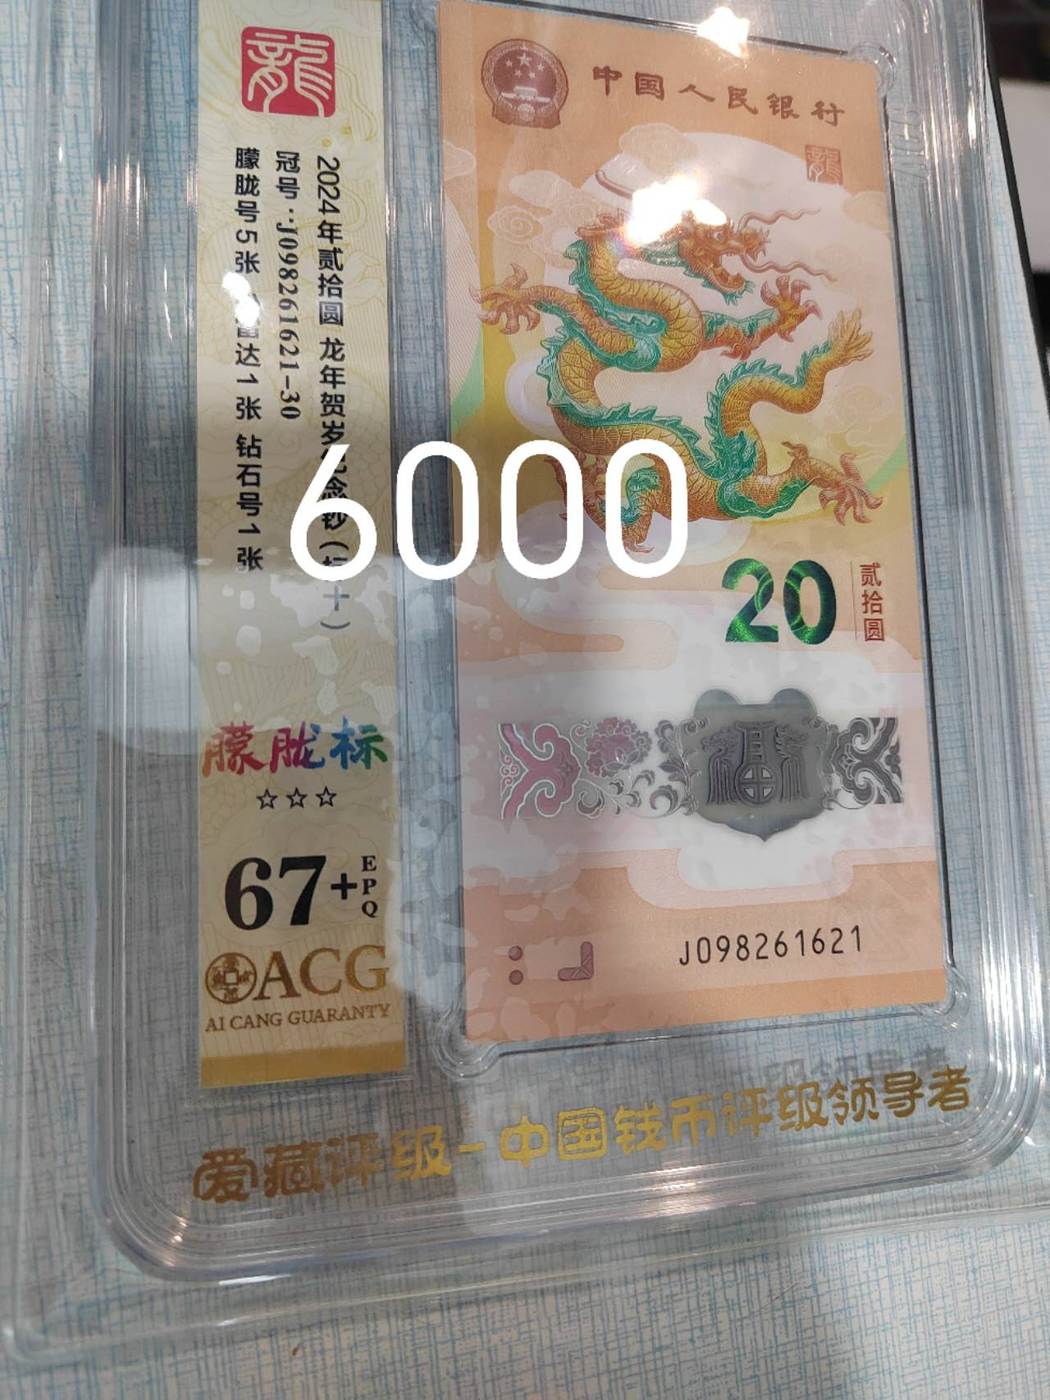 龍
2024年贰拾圆 龙年贺岁纪念钞（标十）
冠号：J098261621-30
朦胧号5张 雷达1张 钻石号1张
朦胧标
☆☆☆
67+
EPQ
ACG
AI CANG GUARANTY
中国人民银行
龍
20
贰拾圆
福
J098261621
6000
爱藏评级-中国钱币评级领导者